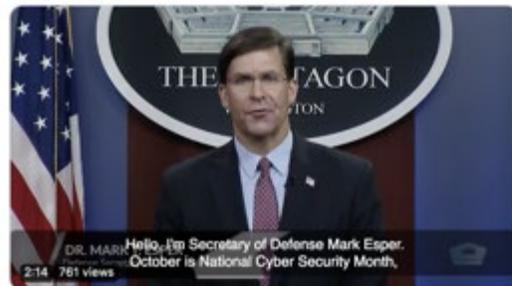 THE PENTAGON
TON
DR. MARK
Hello, I'm Secretary of Defense Mark Esper.
October is National Cyber Security Month,
2:14 761 views